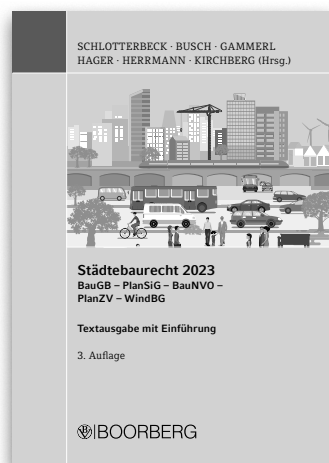 SCHLOTTERBECK · BUSCH · GAMMERL
HAGER · HERRMANN · KIRCHBERG (Hrsg.)
Städtebaurecht 2023
BauGB – PlanSiG – BauNVO –
PlanZV – WindBG
Textausgabe mit Einführung
3. Auflage
BOORBERG